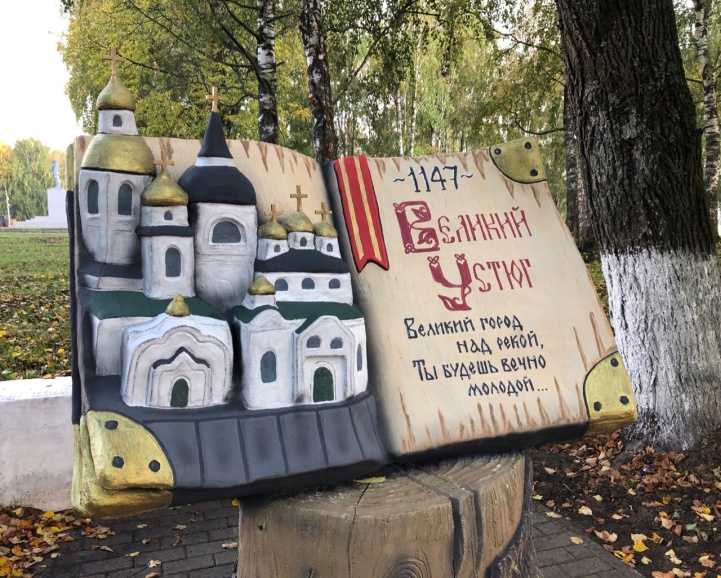 ~1147~
Великий
Устюг
Великий город
над рекой,
Ты будешь вечно
молодой...